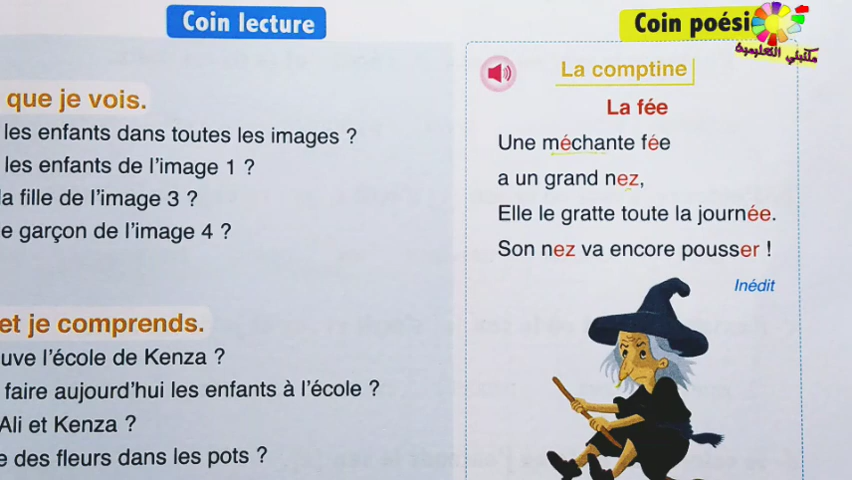 Coin lecture
que je vois.
les enfants dans toutes les images ?
les enfants de l'image 1 ?
la fille de l'image 3 ?
e garçon de l'image 4 ?
et je comprends.
uve l'école de Kenza ?
faire aujourd'hui les enfants à l'école ?
Ali et Kenza ?
e des fleurs dans les pots ?
Coin poési
مكتبتي التعليمية
La comptine
La fée
Une méchante fée
a un grand nez,
Elle le gratte toute la journée.
Son nez va encore pousser !
Inédit